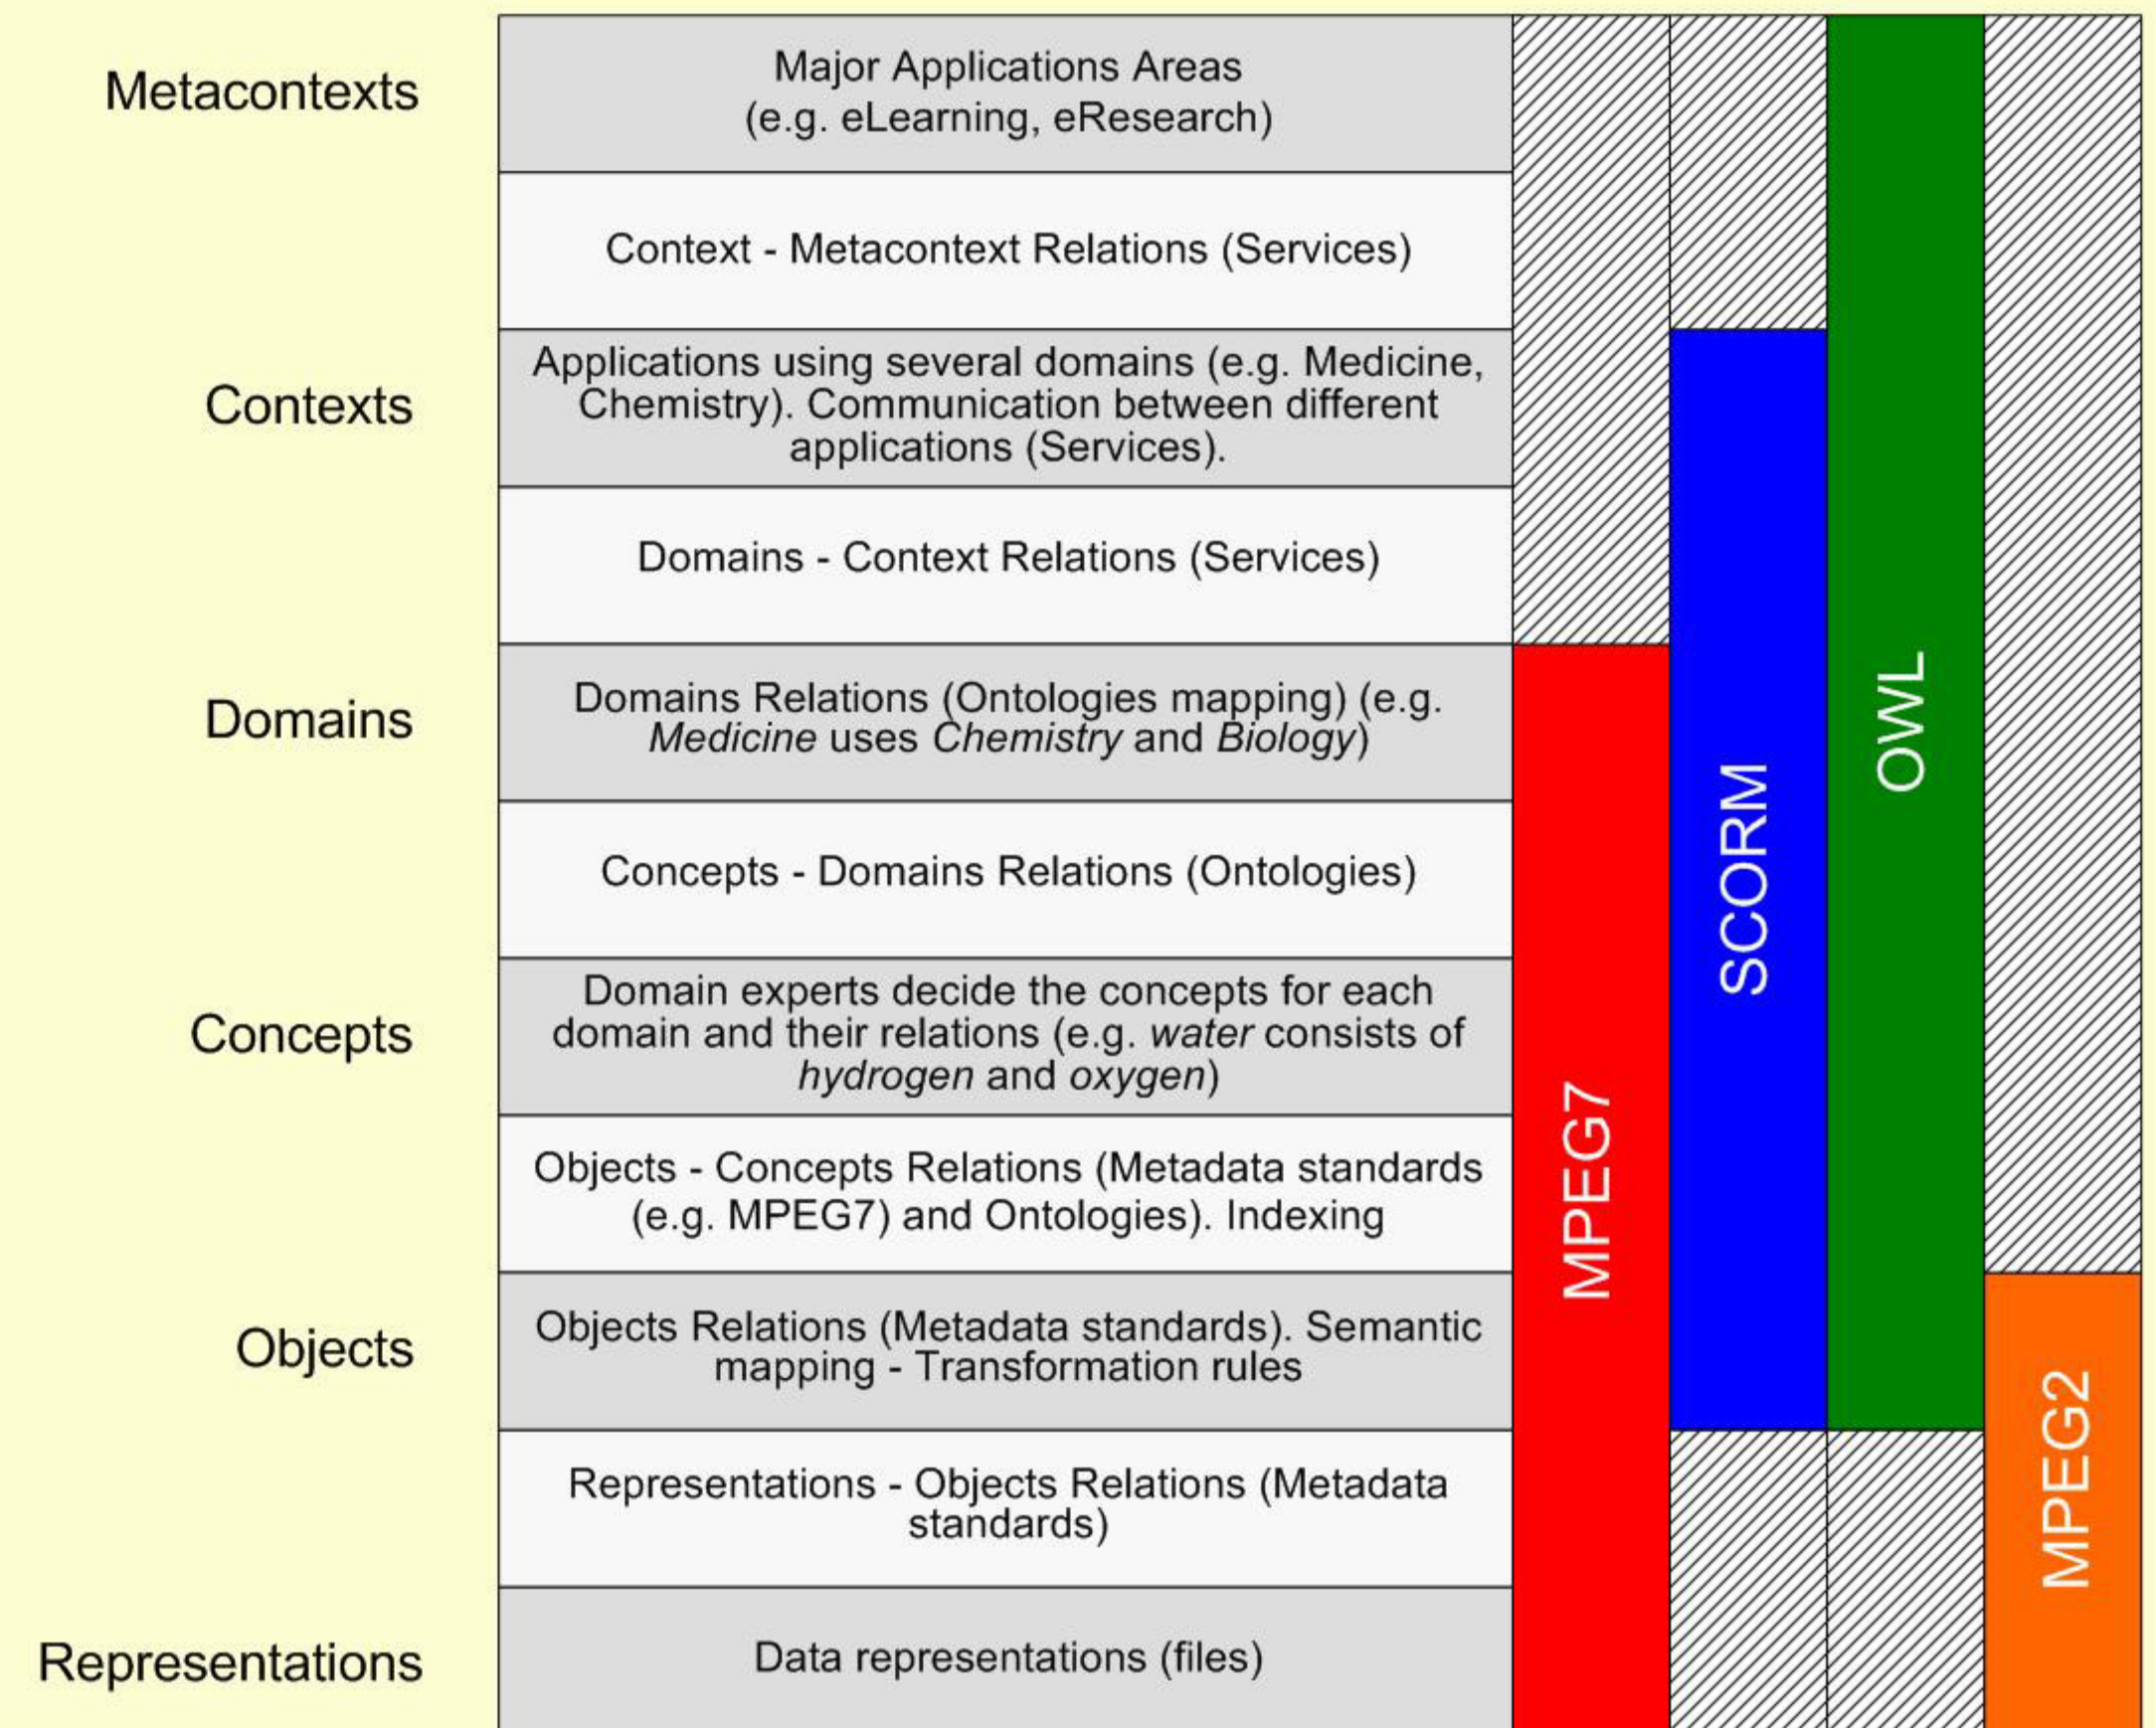 Metacontexts
Major Applications Areas
(e.g. eLearning, eResearch)
Context - Metacontext Relations (Services)
Contexts
Applications using several domains (e.g. Medicine,
Chemistry). Communication between different
applications (Services).
Domains - Context Relations (Services)
Domains
Domains Relations (Ontologies mapping) (e.g.
Medicine uses Chemistry and Biology)
Concepts - Domains Relations (Ontologies)
Concepts
Domain experts decide the concepts for each
domain and their relations (e.g. water consists of
hydrogen and oxygen)
Objects - Concepts Relations (Metadata standards
(e.g. MPEG7) and Ontologies). Indexing
Objects
Objects Relations (Metadata standards). Semantic
mapping - Transformation rules
Representations - Objects Relations (Metadata
standards)
Representations
Data representations (files)
MPEG7
SCORM
OWL
MPEG2